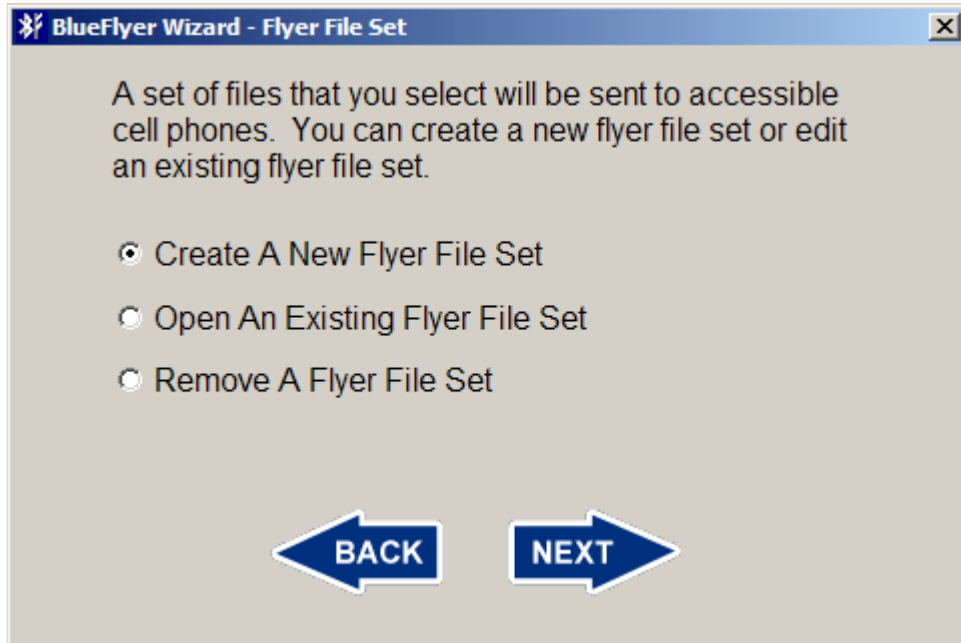 BlueFlyer Wizard - Flyer File Set
A set of files that you select will be sent to accessible
cell phones.  You can create a new flyer file set or edit
an existing flyer file set.
Create A New Flyer File Set
Open An Existing Flyer File Set
Remove A Flyer File Set
BACK NEXT